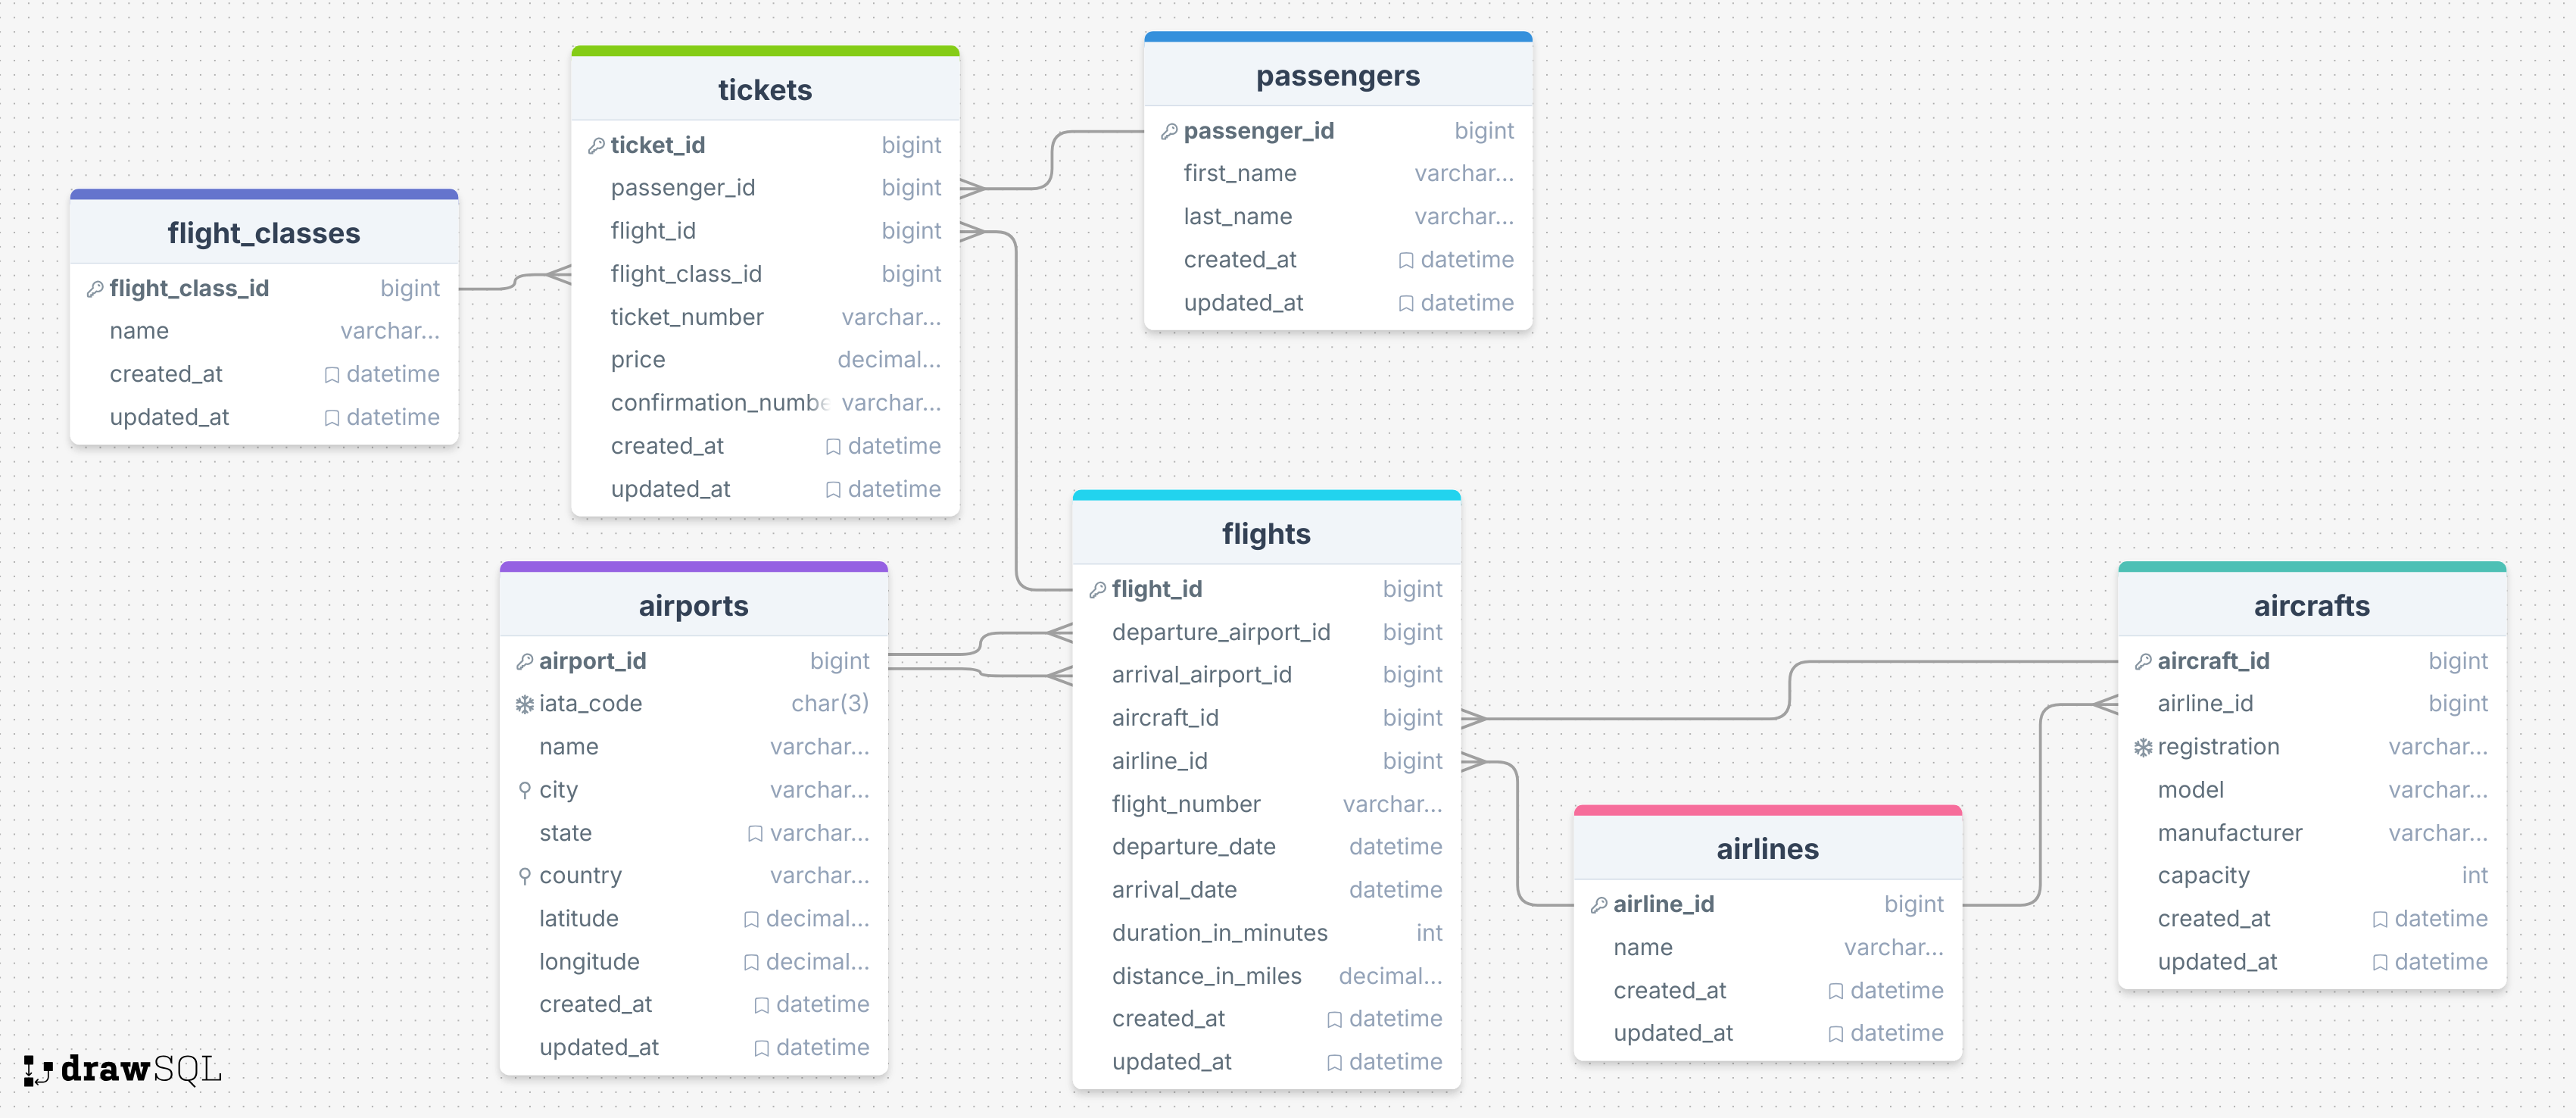 tickets
ticket_id bigint
passenger_id bigint
flight_id bigint
flight_class_id bigint
ticket_number varchar...
price decimal...
confirmation_numbe varchar...
created_at datetime
updated_at datetime
passengers
passenger_id bigint
first_name varchar...
last_name varchar...
created_at datetime
updated_at datetime
flight_classes
flight_class_id bigint
name varchar...
created_at datetime
updated_at datetime
flights
flight_id bigint
departure_airport_id bigint
arrival_airport_id bigint
aircraft_id bigint
airline_id bigint
flight_number varchar...
departure_date datetime
arrival_date datetime
duration_in_minutes int
distance_in_miles decimal...
created_at datetime
updated_at datetime
airports
airport_id bigint
iata_code char(3)
name varchar...
city varchar...
state varchar...
country varchar...
latitude decimal...
longitude decimal...
created_at datetime
updated_at datetime
aircrafts
aircraft_id bigint
airline_id bigint
registration varchar...
model varchar...
manufacturer varchar...
capacity int
created_at datetime
updated_at datetime
airlines
airline_id bigint
name varchar...
created_at datetime
updated_at datetime
drawSQL